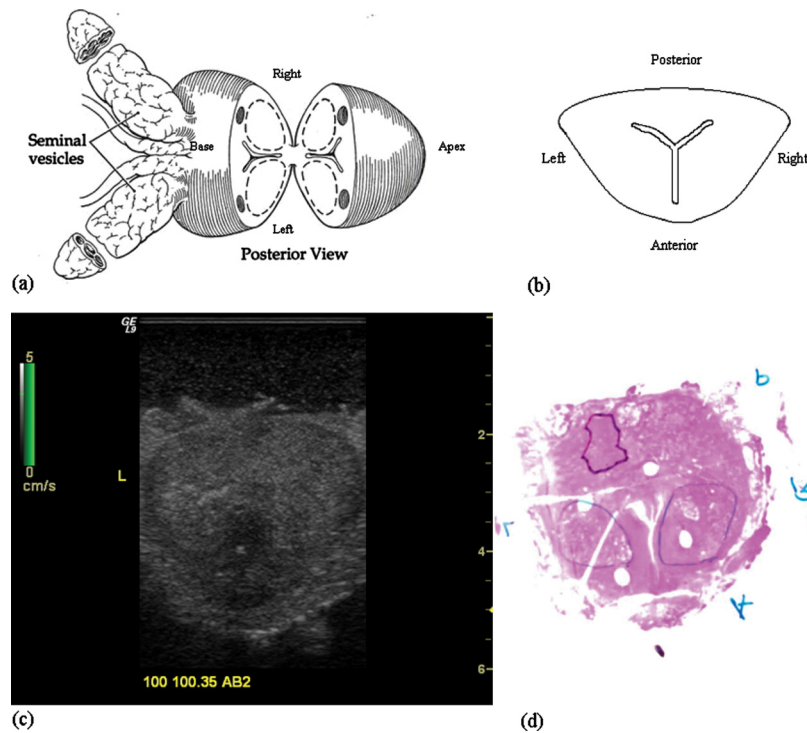 Right
Seminal
vesicles
Base
Apex
Left
Posterior View
(a)
Posterior
Left
Right
Anterior
(b)
GE
L9
5
0
cm/s
L
2
4
6
100 100.35 AB2
(c)
b
(d)